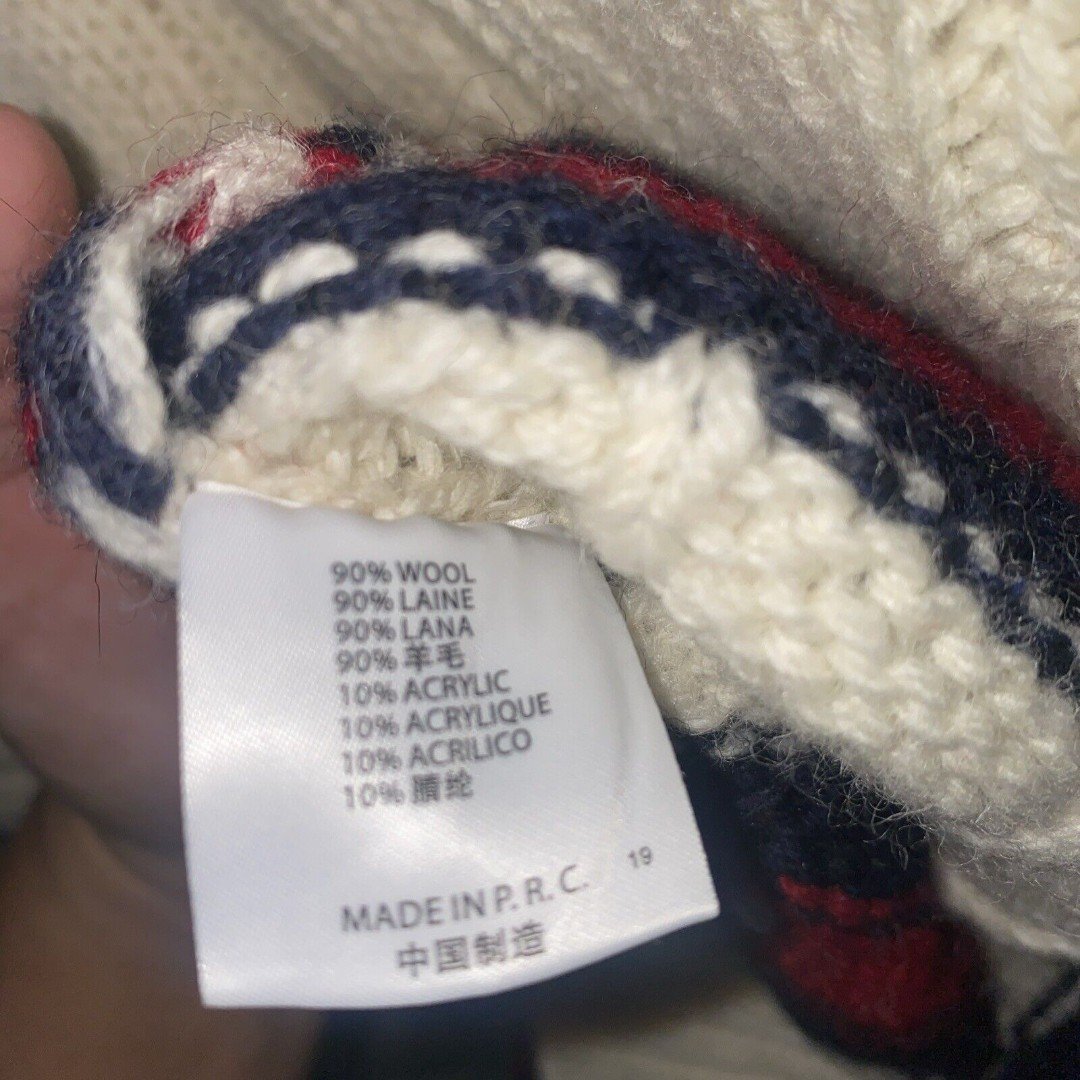 90% WOOL
90% LAINE
90% LANA
90% 羊毛
10% ACRYLIC
10% ACRYLIQUE
10% ACRILICO
10% 腈纶
19
MADE IN P. R. C.
中国制造